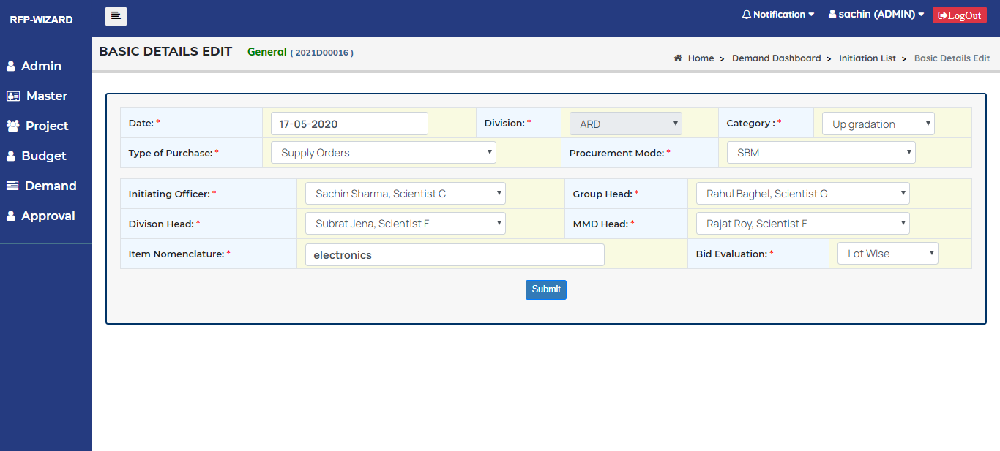 RFP-WIZARD
Notification sachin (ADMIN) LogOut
BASIC DETAILS EDIT General ( 2021D00016 )
Home > Demand Dashboard > Initiation List > Basic Details Edit
Admin
Master
Project
Budget
Demand
Approval
Date: * 17-05-2020 Division: * ARD Category : * Up gradation
Type of Purchase: * Supply Orders Procurement Mode: * SBM
Initiating Officer: * Sachin Sharma, Scientist C Group Head: * Rahul Baghel, Scientist G
Divison Head: * Subrat Jena, Scientist F MMD Head: * Rajat Roy, Scientist F
Item Nomenclature: * electronics Bid Evaluation: * Lot Wise
Submit